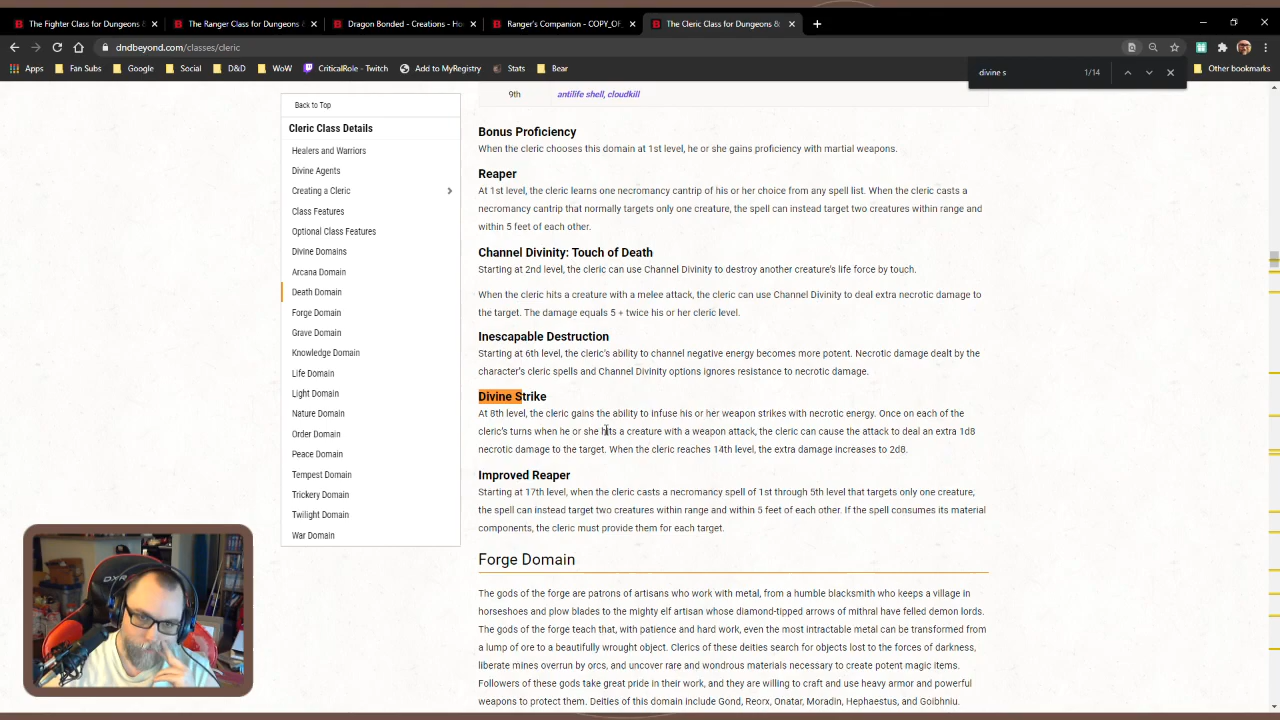 The Fighter Class for Dungeons &
The Ranger Class for Dungeons &
Dragon Bonded - Creations - Ho
Ranger's Companion - COPY_OF
The Cleric Class for Dungeons &
dndbeyond.com/classes/cleric
Apps
Fan Subs
Google
Social
D&D
WoW
CriticalRole - Twitch
Add to MyRegistry
Stats
Bear
Other bookmarks
divine s
1/14
Back to Top
Cleric Class Details
Healers and Warriors
Divine Agents
Creating a Cleric
Class Features
Optional Class Features
Divine Domains
Arcana Domain
Death Domain
Forge Domain
Grave Domain
Knowledge Domain
Life Domain
Light Domain
Nature Domain
Order Domain
Peace Domain
Tempest Domain
Trickery Domain
Twilight Domain
War Domain
9th antilife shell, cloudkill
Bonus Proficiency
When the cleric chooses this domain at 1st level, he or she gains proficiency with martial weapons.
Reaper
At 1st level, the cleric learns one necromancy cantrip of his or her choice from any spell list. When the cleric casts a
necromancy cantrip that normally targets only one creature, the spell can instead target two creatures within range and
within 5 feet of each other.
Channel Divinity: Touch of Death
Starting at 2nd level, the cleric can use Channel Divinity to destroy another creature's life force by touch.
When the cleric hits a creature with a melee attack, the cleric can use Channel Divinity to deal extra necrotic damage to
the target. The damage equals 5 + twice his or her cleric level.
Inescapable Destruction
Starting at 6th level, the cleric's ability to channel negative energy becomes more potent. Necrotic damage dealt by the
character's cleric spells and Channel Divinity options ignores resistance to necrotic damage.
Divine Strike
At 8th level, the cleric gains the ability to infuse his or her weapon strikes with necrotic energy. Once on each of the
cleric's turns when he or she hits a creature with a weapon attack, the cleric can cause the attack to deal an extra 1d8
necrotic damage to the target. When the cleric reaches 14th level, the extra damage increases to 2d8.
Improved Reaper
Starting at 17th level, when the cleric casts a necromancy spell of 1st through 5th level that targets only one creature,
the spell can instead target two creatures within range and within 5 feet of each other. If the spell consumes its material
components, the cleric must provide them for each target.
Forge Domain
The gods of the forge are patrons of artisans who work with metal, from a humble blacksmith who keeps a village in
horseshoes and plow blades to the mighty elf artisan whose diamond-tipped arrows of mithral have felled demon lords.
The gods of the forge teach that, with patience and hard work, even the most intractable metal can be transformed from
a lump of ore to a beautifully wrought object. Clerics of these deities search for objects lost to the forces of darkness,
liberate mines overrun by orcs, and uncover rare and wondrous materials necessary to create potent magic items.
Followers of these gods take great pride in their work, and they are willing to craft and use heavy armor and powerful
weapons to protect them. Deities of this domain include Gond, Reorx, Onatar, Moradin, Hephaestus, and Goibhniu.
DXR